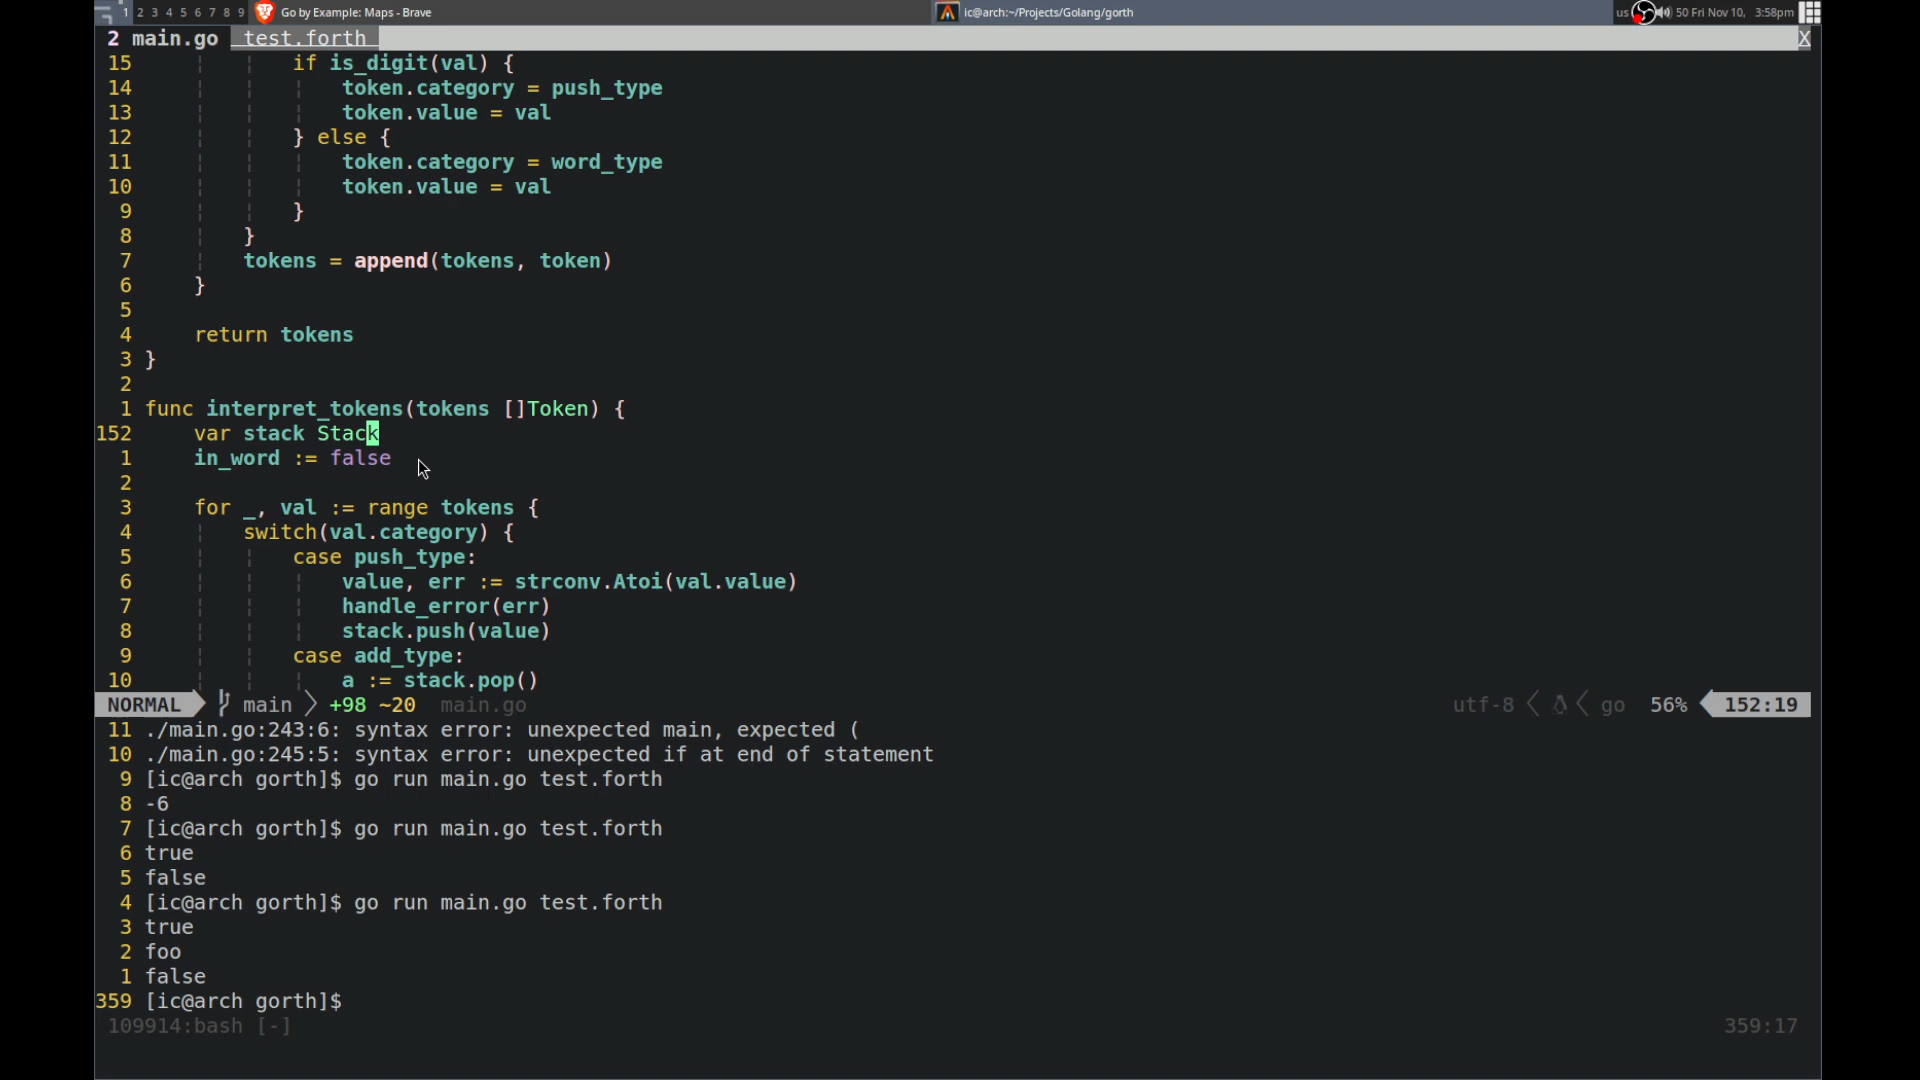 1 2 3 4 5 6 7 8 9 Go by Example: Maps - Brave ic@arch:~/Projects/Golang/gorth us 50 Fri Nov 10, 3:58pm
2 main.go test.forth X
15 if is_digit(val) {
14 token.category = push_type
13 token.value = val
12 } else {
11 token.category = word_type
10 token.value = val
9 }
8 }
7 tokens = append(tokens, token)
6 }
5
4 return tokens
3 }
2
1 func interpret_tokens(tokens []Token) {
152 var stack Stack
1 in_word := false
2
3 for _, val := range tokens {
4 switch(val.category) {
5 case push_type:
6 value, err := strconv.Atoi(val.value)
7 handle_error(err)
8 stack.push(value)
9 case add_type:
10 a := stack.pop()
NORMAL main +98 ~20 main.go utf-8 go 56% 152:19
11 ./main.go:243:6: syntax error: unexpected main, expected (
10 ./main.go:245:5: syntax error: unexpected if at end of statement
9 [ic@arch gorth]$ go run main.go test.forth
8 -6
7 [ic@arch gorth]$ go run main.go test.forth
6 true
5 false
4 [ic@arch gorth]$ go run main.go test.forth
3 true
2 foo
1 false
359 [ic@arch gorth]$
109914:bash [-] 359:17